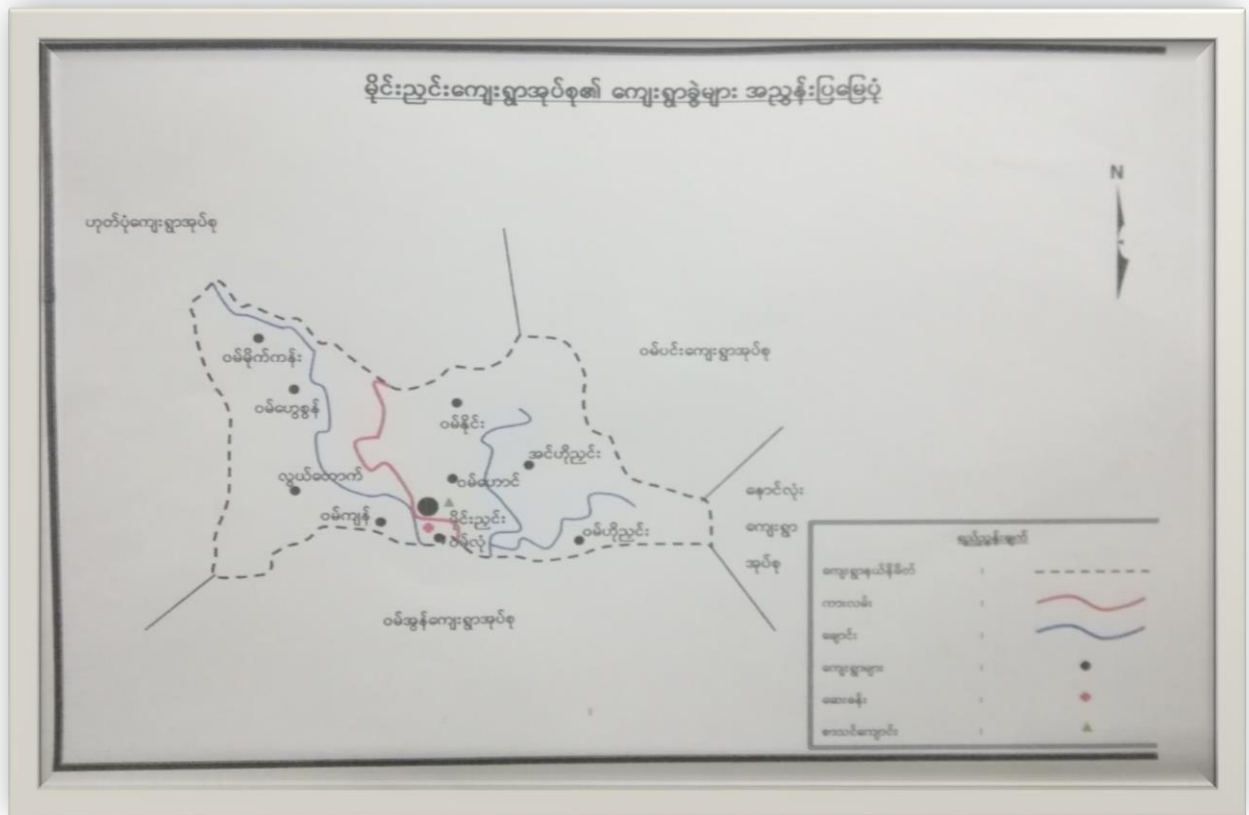 မိုင်းညှင်းကျေးရွာအုပ်စု၏ ကျေးရွာခွဲများ အညွှန်းပြမြေပုံ
N
ဟုတ်ပုံကျေးရွာအုပ်စု
ဝမ်ပင်းကျေးရွာအုပ်စု
ဝမ်မိုက်ကန်း
ဝမ်ဟွေစွန်
ဝမ်နိုင်း
အင်ဟိုညှင်း
လွယ်တောက်
ဝမ်ဟောင်
ဝမ်ကျန်
မိုင်းညှင်း
ဝမ်လုံ
ဝမ်ဟိုညှင်း
နောင်လုံး
ကျေးရွာ
အုပ်စု
ဝမ်အွန်ကျေးရွာအုပ်စု
ရည်ညွှန်းချက်
ကျေးရွာနယ်နိမိတ် :
ကားလမ်း :
ချောင်း :
ကျေးရွာများ :
ဆေးခန်း :
စာသင်ကျောင်း :